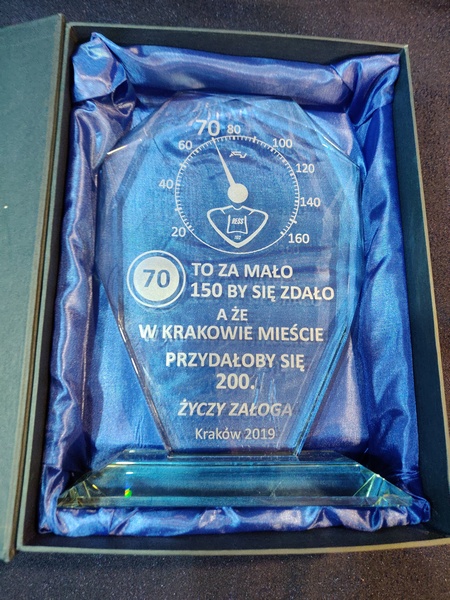 60 70 80 100
40 120
20 140
160
RESS
70
TO ZA MAŁO
150 BY SIĘ ZDAŁO
A ŻE
W KRAKOWIE MIEŚCIE
PRZYDAŁOBY SIĘ
200.
ŻYCZY ZAŁOGA
Kraków 2019